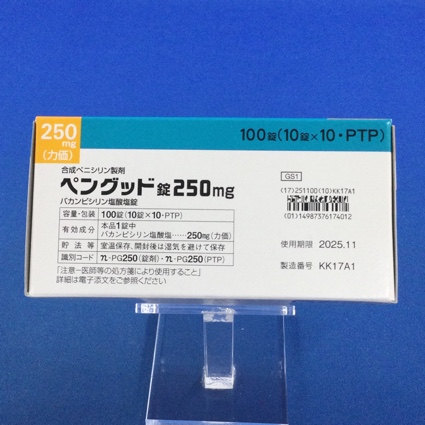 250
mg
(力価)
100錠(10錠×10・PTP)
合成ペニシリン製剤
ペングッド錠250mg
バカンピシリン塩酸塩錠
容量・包装 100錠(10錠×10・PTP)
有効成分 本品1錠中
バカンピシリン塩酸塩……250mg(力価)
貯法等 室温保存、開封後は湿気を避けて保存
識別コード n・PG250(錠剤)・n・PG250(PTP)
「注意-医師等の処方箋により使用すること」
詳細は電子添文をご参照ください
GS1
(17)251100(10)KK17A1
(01)14987376174012
使用期限 2025.11
製造番号 KK17A1